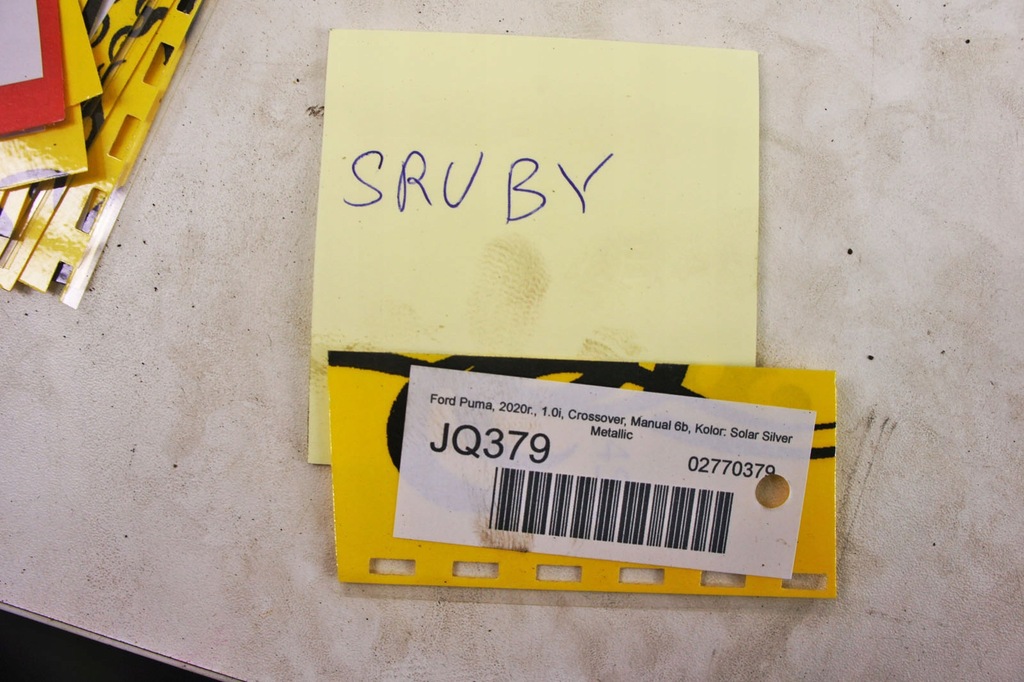 SRUBY
Ford Puma, 2020r., 1.0i, Crossover, Manual 6b, Kolor: Solar Silver
Metallic
JQ379
02770379